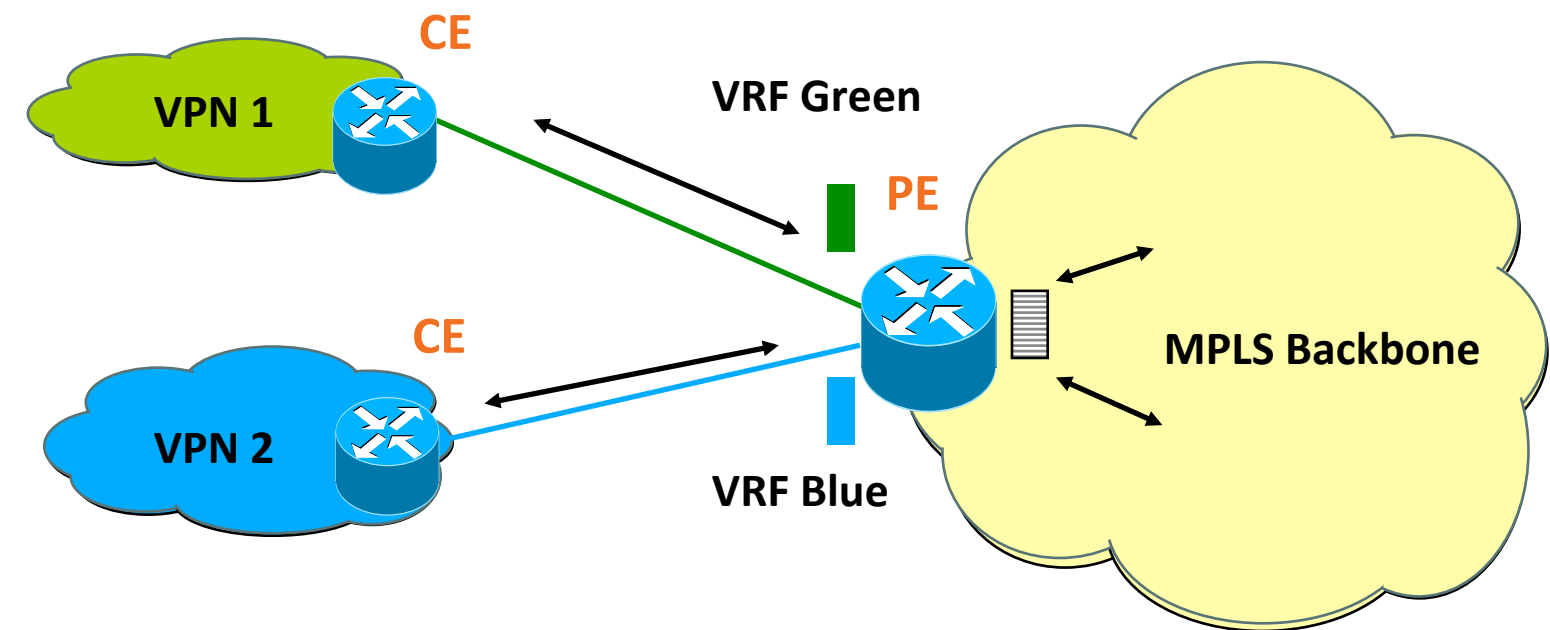 CE
VPN 1
VRF Green
PE
CE
MPLS Backbone
VPN 2
VRF Blue